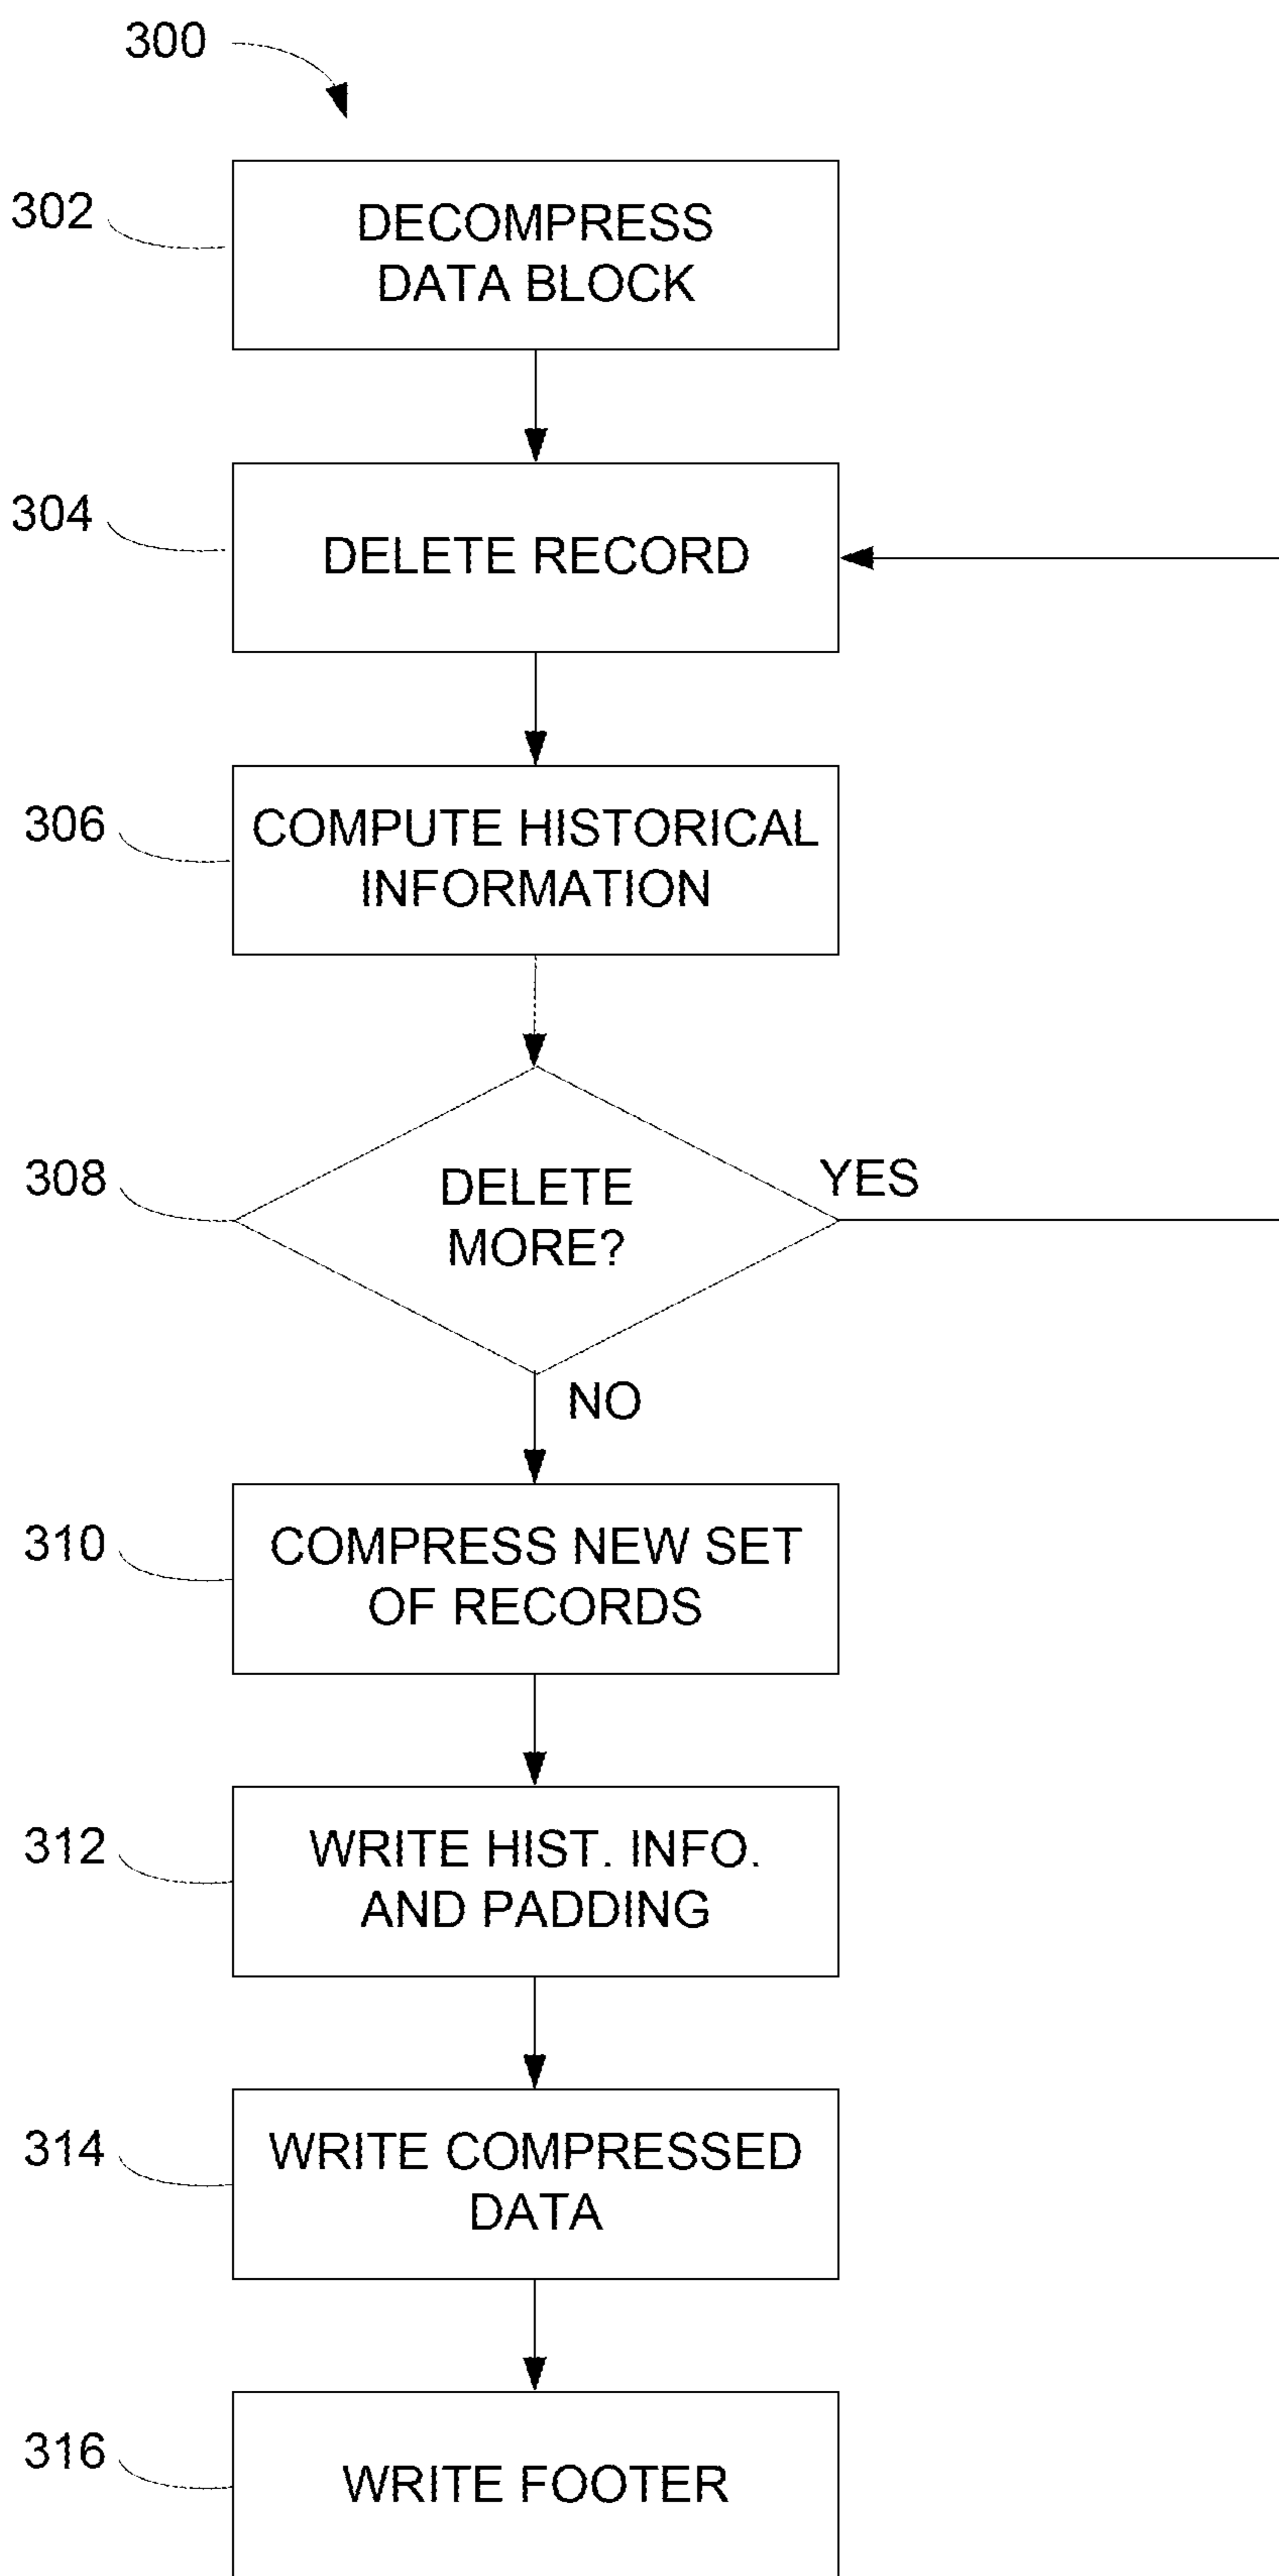 300
302
DECOMPRESS
DATA BLOCK
304
DELETE RECORD
306
COMPUTE HISTORICAL
INFORMATION
308
DELETE
MORE?
YES
NO
310
COMPRESS NEW SET
OF RECORDS
312
WRITE HIST. INFO.
AND PADDING
314
WRITE COMPRESSED
DATA
316
WRITE FOOTER